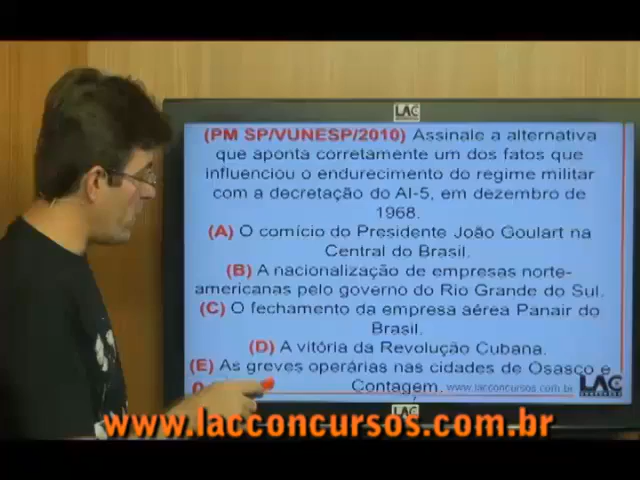 LAC
(PM SP/VUNESP/2010) Assinale a alternativa
que aponta corretamente um dos fatos que
influenciou o endurecimento do regime militar
com a decretação do AI-5, em dezembro de
1968.
(A) O comício do Presidente João Goulart na
Central do Brasil.
(B) A nacionalização de empresas norte-
americanas pelo governo do Rio Grande do Sul.
(C) O fechamento da empresa aérea Panair do
Brasil.
(D) A vitória da Revolução Cubana.
(E) As greves operárias nas cidades de Osasco e
Contagem.
www.lacconcursos.com.br
LAC
LAC
www.lacconcursos.com.br